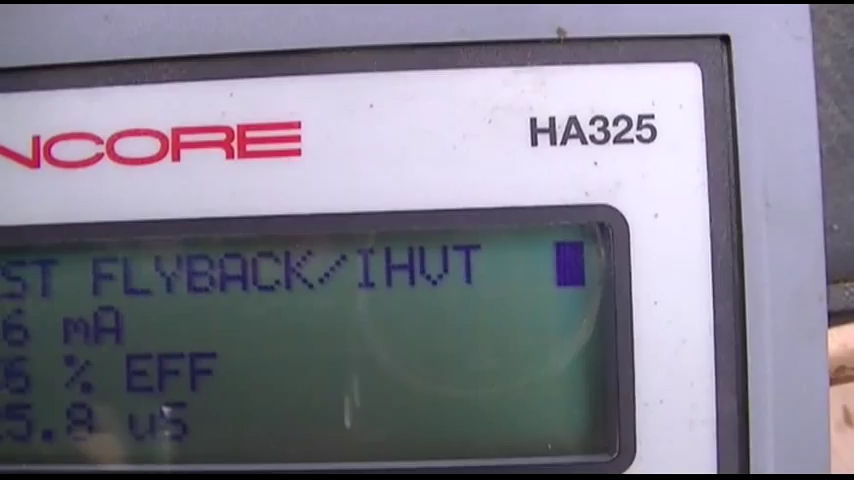 NCORE
HA325
ST FLYBACK/IHVT
6 mA
6 % EFF
5.8 uS